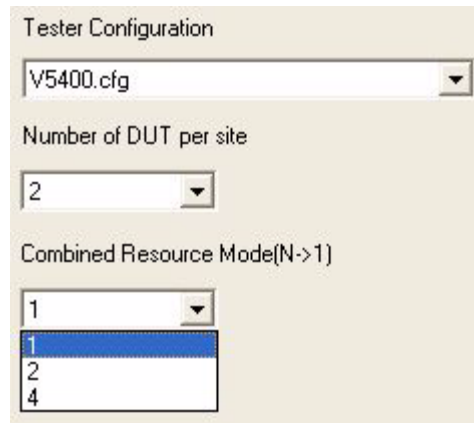 Tester Configuration
V5400.cfg
Number of DUT per site
2
Combined Resource Mode(N->1)
1
1
2
4